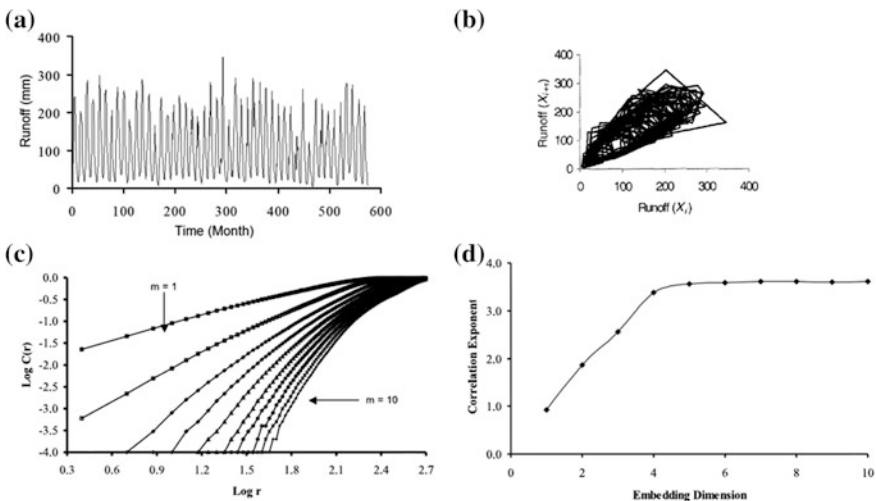 (a)
400
300
200
100
0
Runoff (mm)
0 100 200 300 400 500 600
Time (Month)
(b)
400
300
200
100
0
Runoff (Xi+1)
0 100 200 300 400
Runoff (Xi)
(c)
0.0
-0.5
-1.0
-1.5
-2.0
-2.5
-3.0
-3.5
-4.0
Log C(r)
m = 1
m = 10
0.3 0.6 0.9 1.2 1.5 1.8 2.1 2.4 2.7
Log r
(d)
4.0
3.0
2.0
1.0
0.0
Correlation Exponent
0 2 4 6 8 10
Embedding Dimension